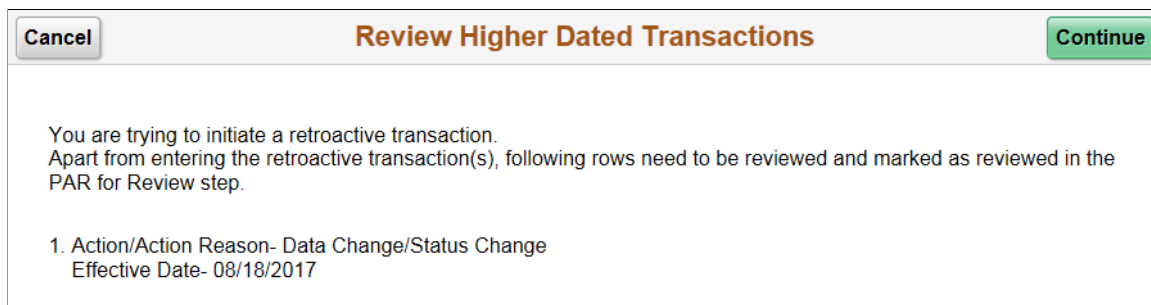 Cancel
Review Higher Dated Transactions
Continue
You are trying to initiate a retroactive transaction.
Apart from entering the retroactive transaction(s), following rows need to be reviewed and marked as reviewed in the
PAR for Review step.
1. Action/Action Reason- Data Change/Status Change
Effective Date- 08/18/2017